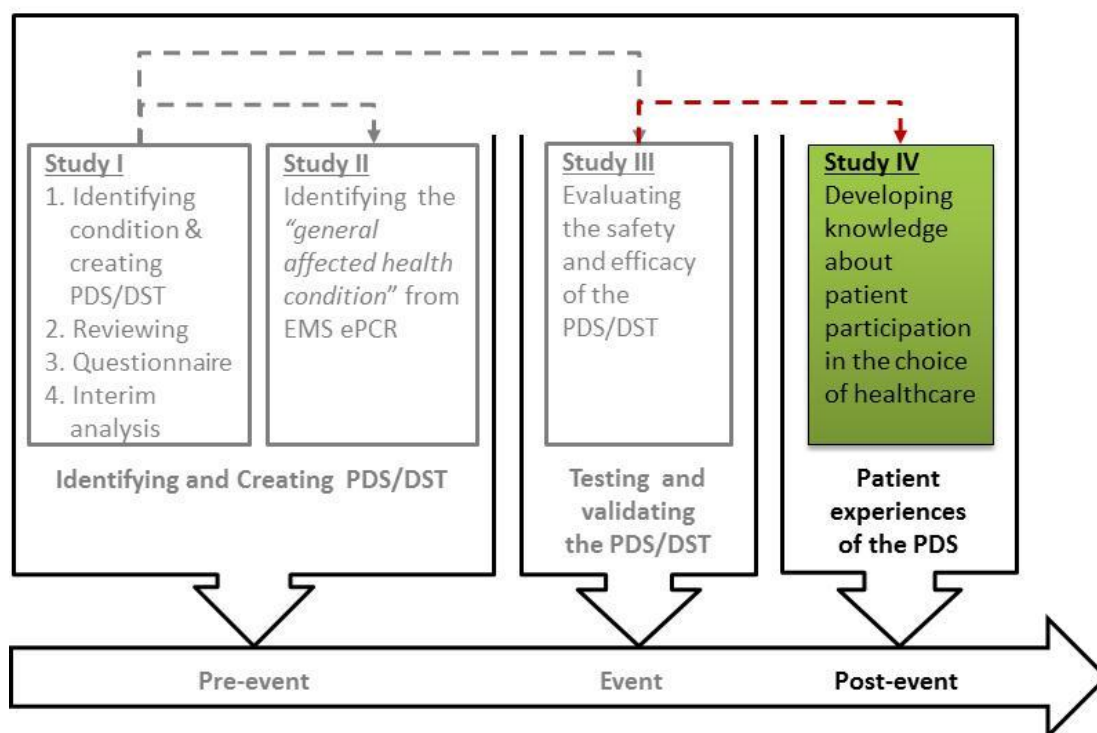 Study I
1. Identifying
condition &
creating
PDS/DST
2. Reviewing
3. Questionnaire
4. Interim
analysis
Study II
Identifying the
“general
affected health
condition” from
EMS ePCR
Identifying and Creating PDS/DST
Study III
Evaluating
the safety
and efficacy
of the
PDS/DST
Testing and
validating
the PDS/DST
Study IV
Developing
knowledge
about
patient
participation
in the choice
of healthcare
Patient
experiences
of the PDS
Pre-event
Event
Post-event